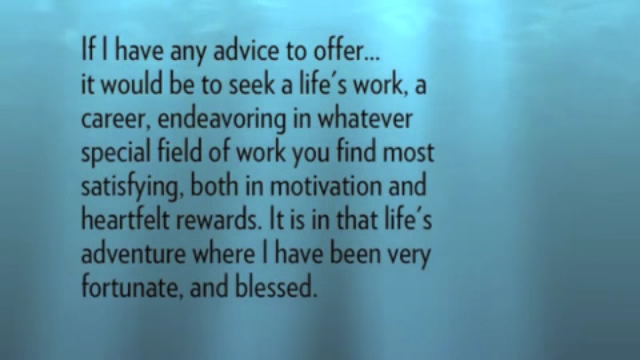 If I have any advice to offer...
it would be to seek a life's work, a
career, endeavoring in whatever
special field of work you find most
satisfying, both in motivation and
heartfelt rewards. It is in that life's
adventure where I have been very
fortunate, and blessed.